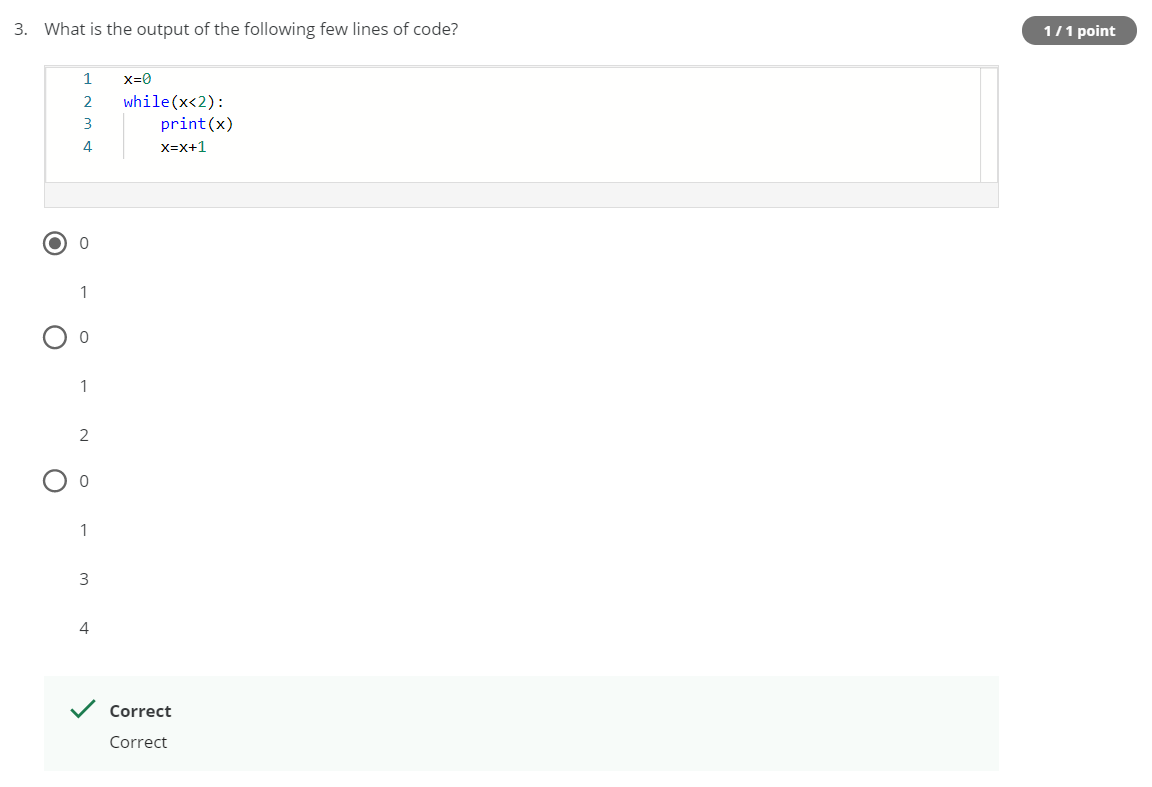 3. What is the output of the following few lines of code?
1 / 1 point
1 x=0
2 while(x<2):
3     print(x)
4     x=x+1
0
1
0
1
2
0
1
3
4
Correct
Correct